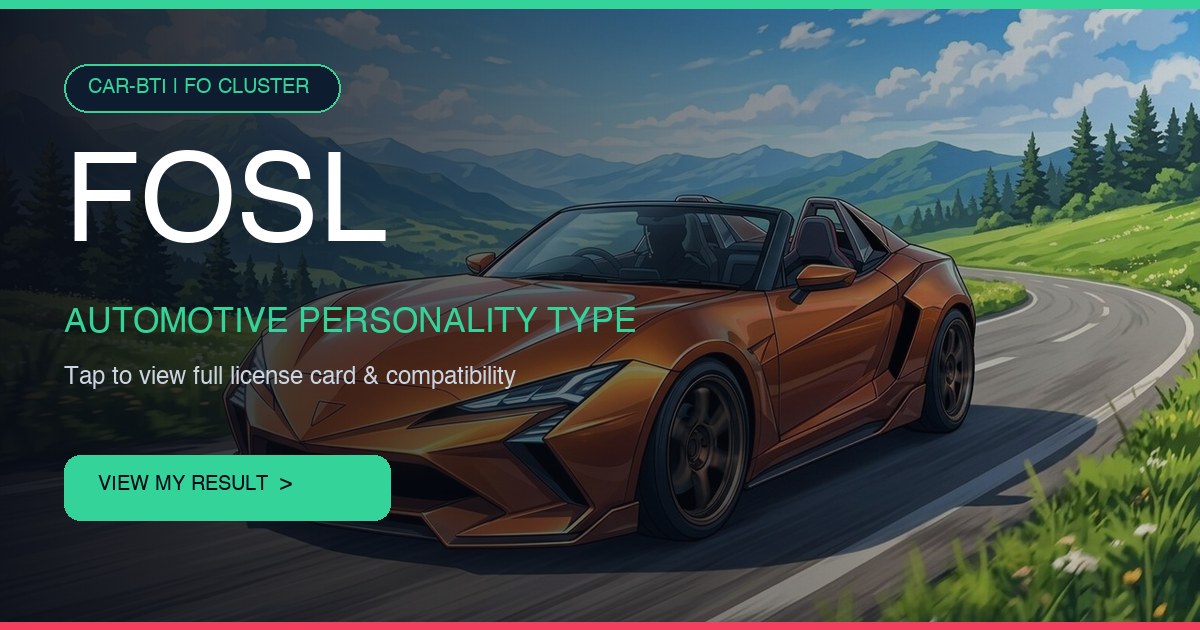 CAR-BTI | FO CLUSTER
FOSL
AUTOMOTIVE PERSONALITY TYPE
Tap to view full license card & compatibility
VIEW MY RESULT >